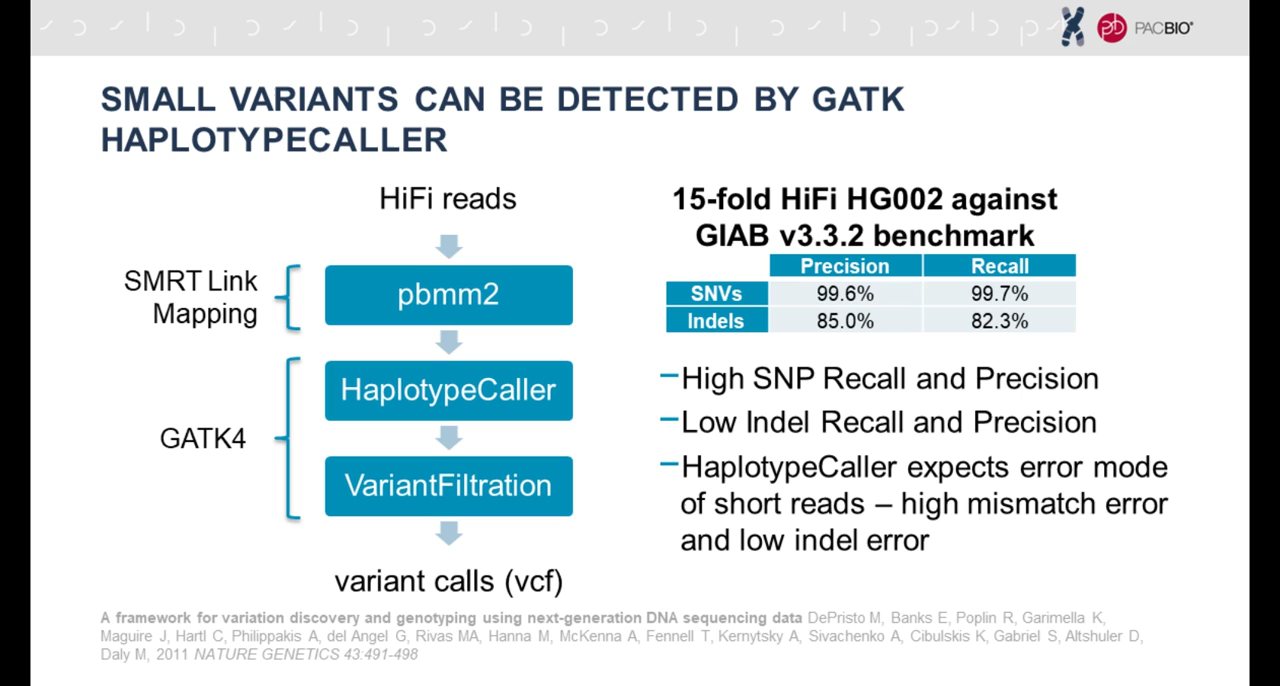 PACBIO®
SMALL VARIANTS CAN BE DETECTED BY GATK
HAPLOTYPECALLER
HiFi reads
SMRT Link
Mapping
pbmm2
GATK4
HaplotypeCaller
VariantFiltration
variant calls (vcf)
15-fold HiFi HG002 against
GIAB v3.3.2 benchmark
Precision Recall
SNVs 99.6% 99.7%
Indels 85.0% 82.3%
–High SNP Recall and Precision
–Low Indel Recall and Precision
–HaplotypeCaller expects error mode
of short reads – high mismatch error
and low indel error
A framework for variation discovery and genotyping using next-generation DNA sequencing data DePristo M, Banks E, Poplin R, Garimella K,
Maguire J, Hartl C, Philippakis A, del Angel G, Rivas MA, Hanna M, McKenna A, Fennell T, Kernytsky A, Sivachenko A, Cibulskis K, Gabriel S, Altshuler D,
Daly M, 2011 NATURE GENETICS 43:491-498